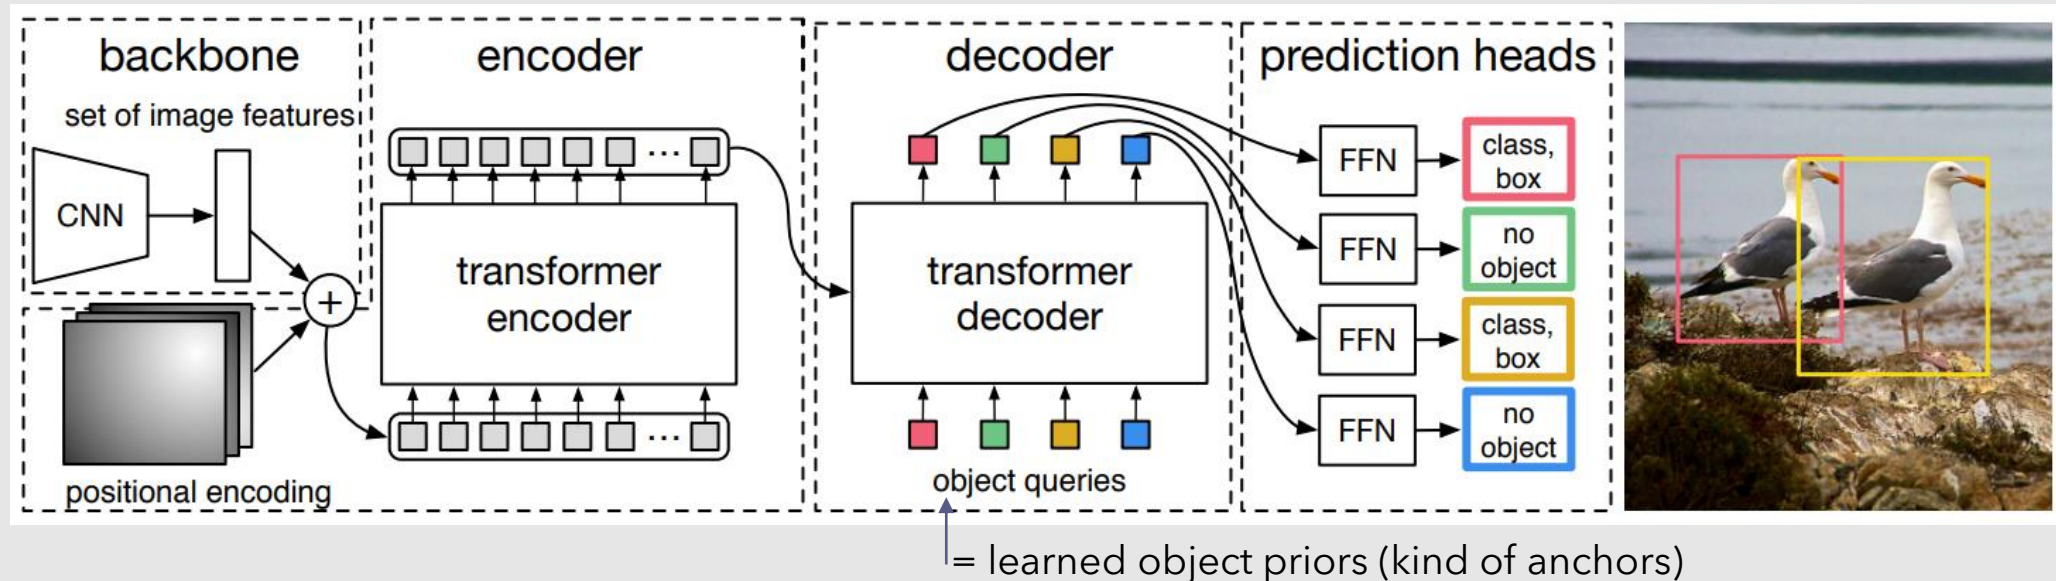 backbone
set of image features
CNN
+
positional encoding
encoder
...
transformer
encoder
...
decoder
transformer
decoder
object queries
prediction heads
FFN
class,
box
FFN
no
object
FFN
class,
box
FFN
no
object
= learned object priors (kind of anchors)